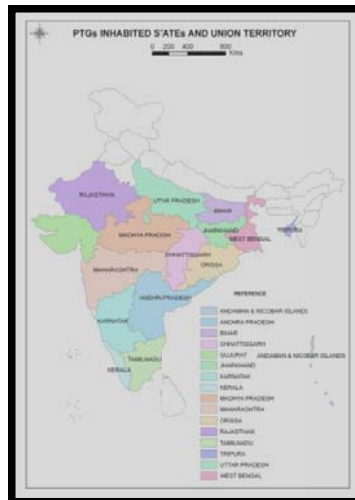 PTGs INHABITED S'ATEs AND UNION TERRITORY
0 200 400 800
Kms
RAJASTHAN
UTTAR PRADESH
BIHAR
JHARKHAND
TRIPURA
MADHYA PRADESH
WEST BENGAL
CHHATTISGARH
ORISSA
MAHARASHTRA
ANDHRA PRADESH
KARNATAK
TAMILNADU
KERALA
REFERENCE
ANDAMAN & NICOBAR ISLANDS
ANDHRA PRADESH
BIHAR
CHHATTISGARH
GUJURAT
JHARKHAND
KARNATAK
KERALA
MADHYA PRADESH
MAHARASHTRA
ORISSA
RAJASTHAN
TAMILNADU
TRIPURA
UTTAR PRADESH
WEST BENGAL
ANDAMAN & NICOBAR ISLANDS